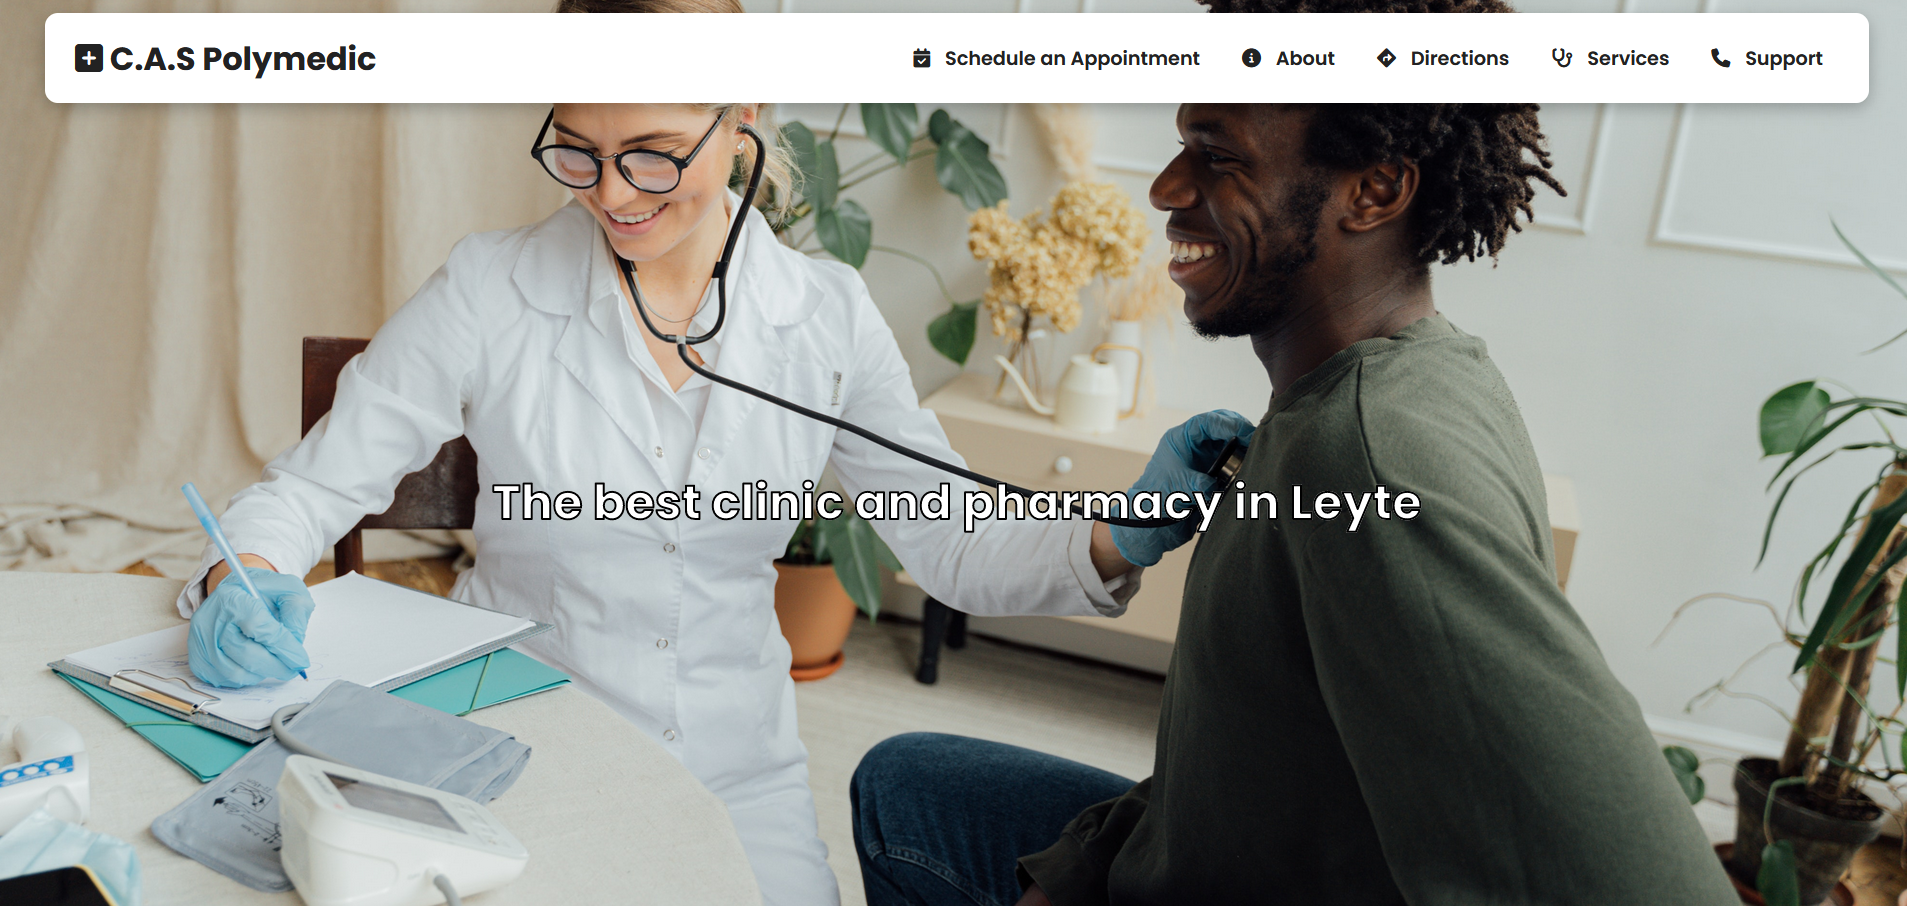 C.A.S Polymedic
Schedule an Appointment
About
Directions
Services
Support
The best clinic and pharmacy in Leyte